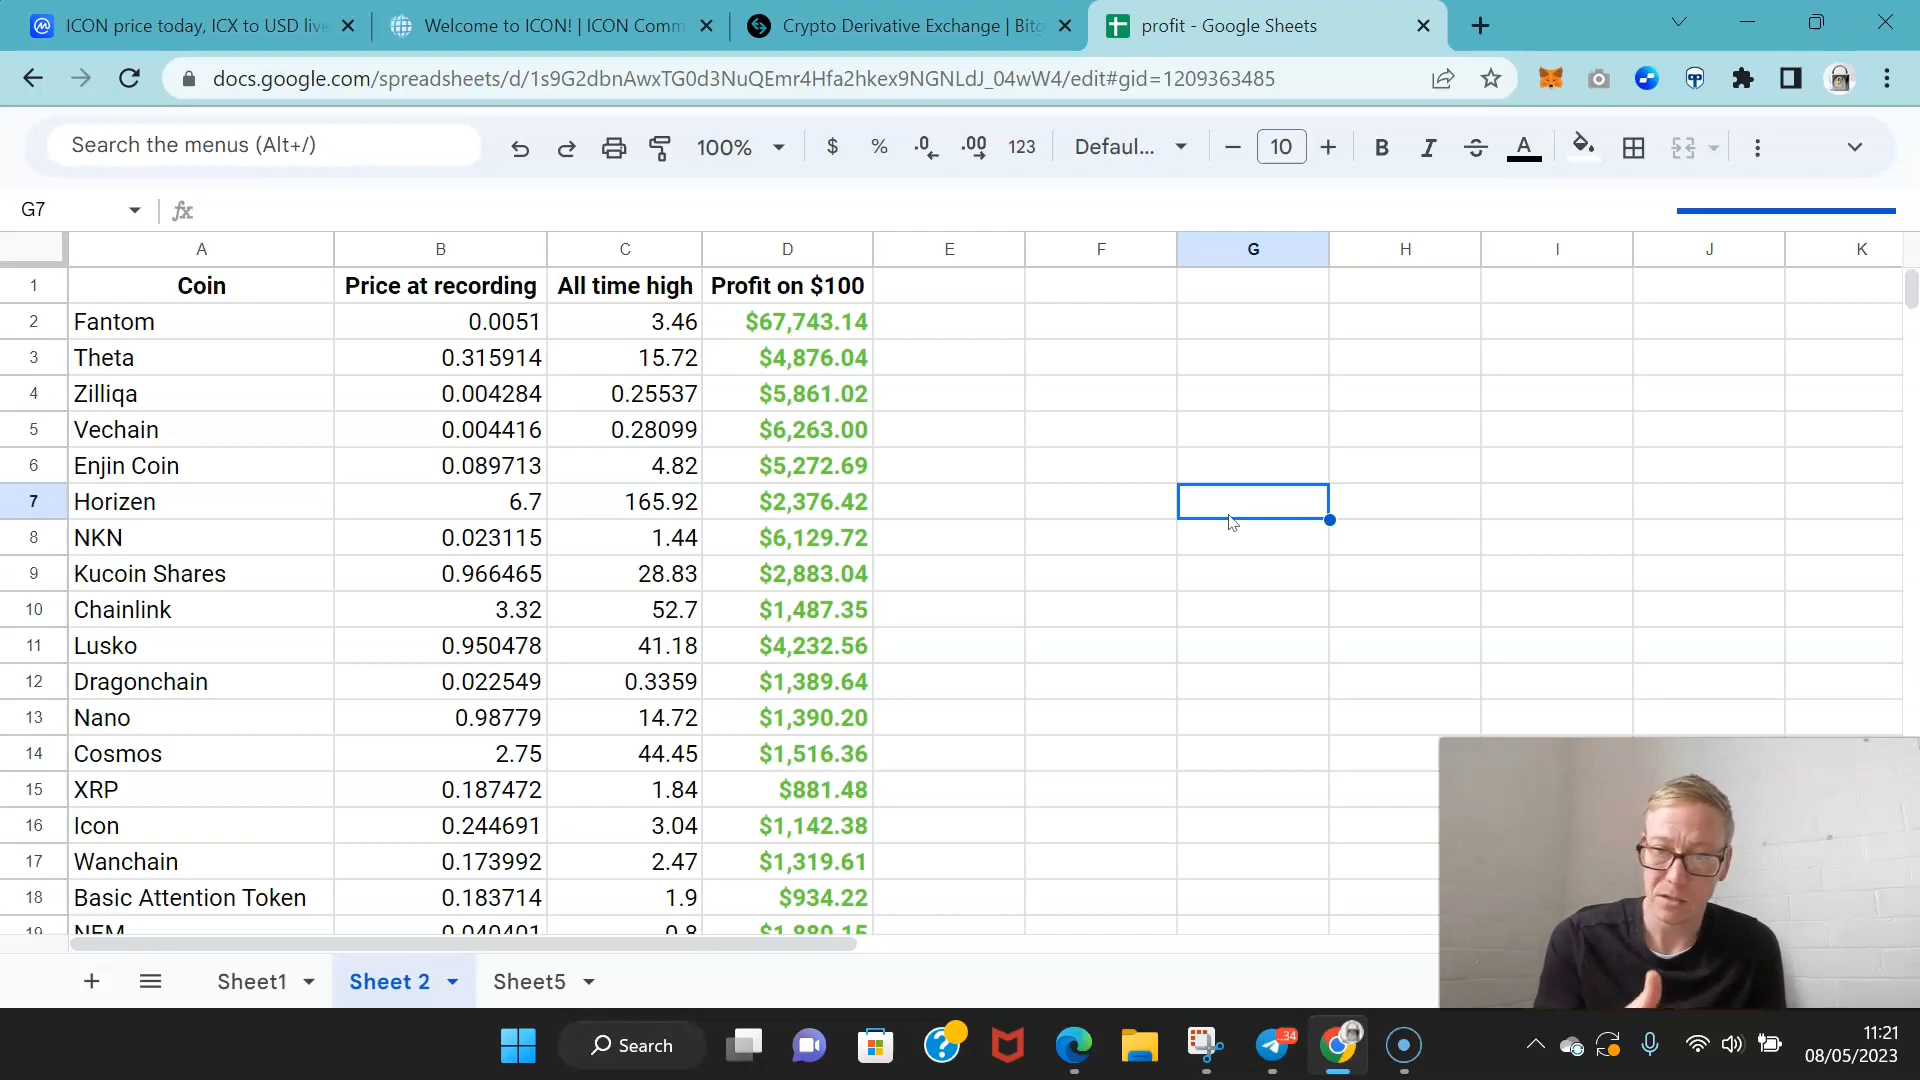 ICON price today, ICX to USD live
Welcome to ICON! | ICON Comm
Crypto Derivative Exchange | Bitg
profit - Google Sheets
docs.google.com/spreadsheets/d/1s9G2dbnAwxTG0d3NuQEmr4Hfa2hkex9NGNLdJ_04wW4/edit#gid=1209363485
Search the menus (Alt+/) 100% $ % .0 .00 123 Defaul... 10 B I S A
G7 fx
A B C D E F G H I J K
1 Coin Price at recording All time high Profit on $100
2 Fantom 0.0051 3.46 $67,743.14
3 Theta 0.315914 15.72 $4,876.04
4 Zilliqa 0.004284 0.25537 $5,861.02
5 Vechain 0.004416 0.28099 $6,263.00
6 Enjin Coin 0.089713 4.82 $5,272.69
7 Horizen 6.7 165.92 $2,376.42
8 NKN 0.023115 1.44 $6,129.72
9 Kucoin Shares 0.966465 28.83 $2,883.04
10 Chainlink 3.32 52.7 $1,487.35
11 Lusko 0.950478 41.18 $4,232.56
12 Dragonchain 0.022549 0.3359 $1,389.64
13 Nano 0.98779 14.72 $1,390.20
14 Cosmos 2.75 44.45 $1,516.36
15 XRP 0.187472 1.84 $881.48
16 Icon 0.244691 3.04 $1,142.38
17 Wanchain 0.173992 2.47 $1,319.61
18 Basic Attention Token 0.183714 1.9 $934.22
19 NEM 0.040401 0.8 $1,880.15
Sheet1 Sheet 2 Sheet5
Search 34 11:21
08/05/2023